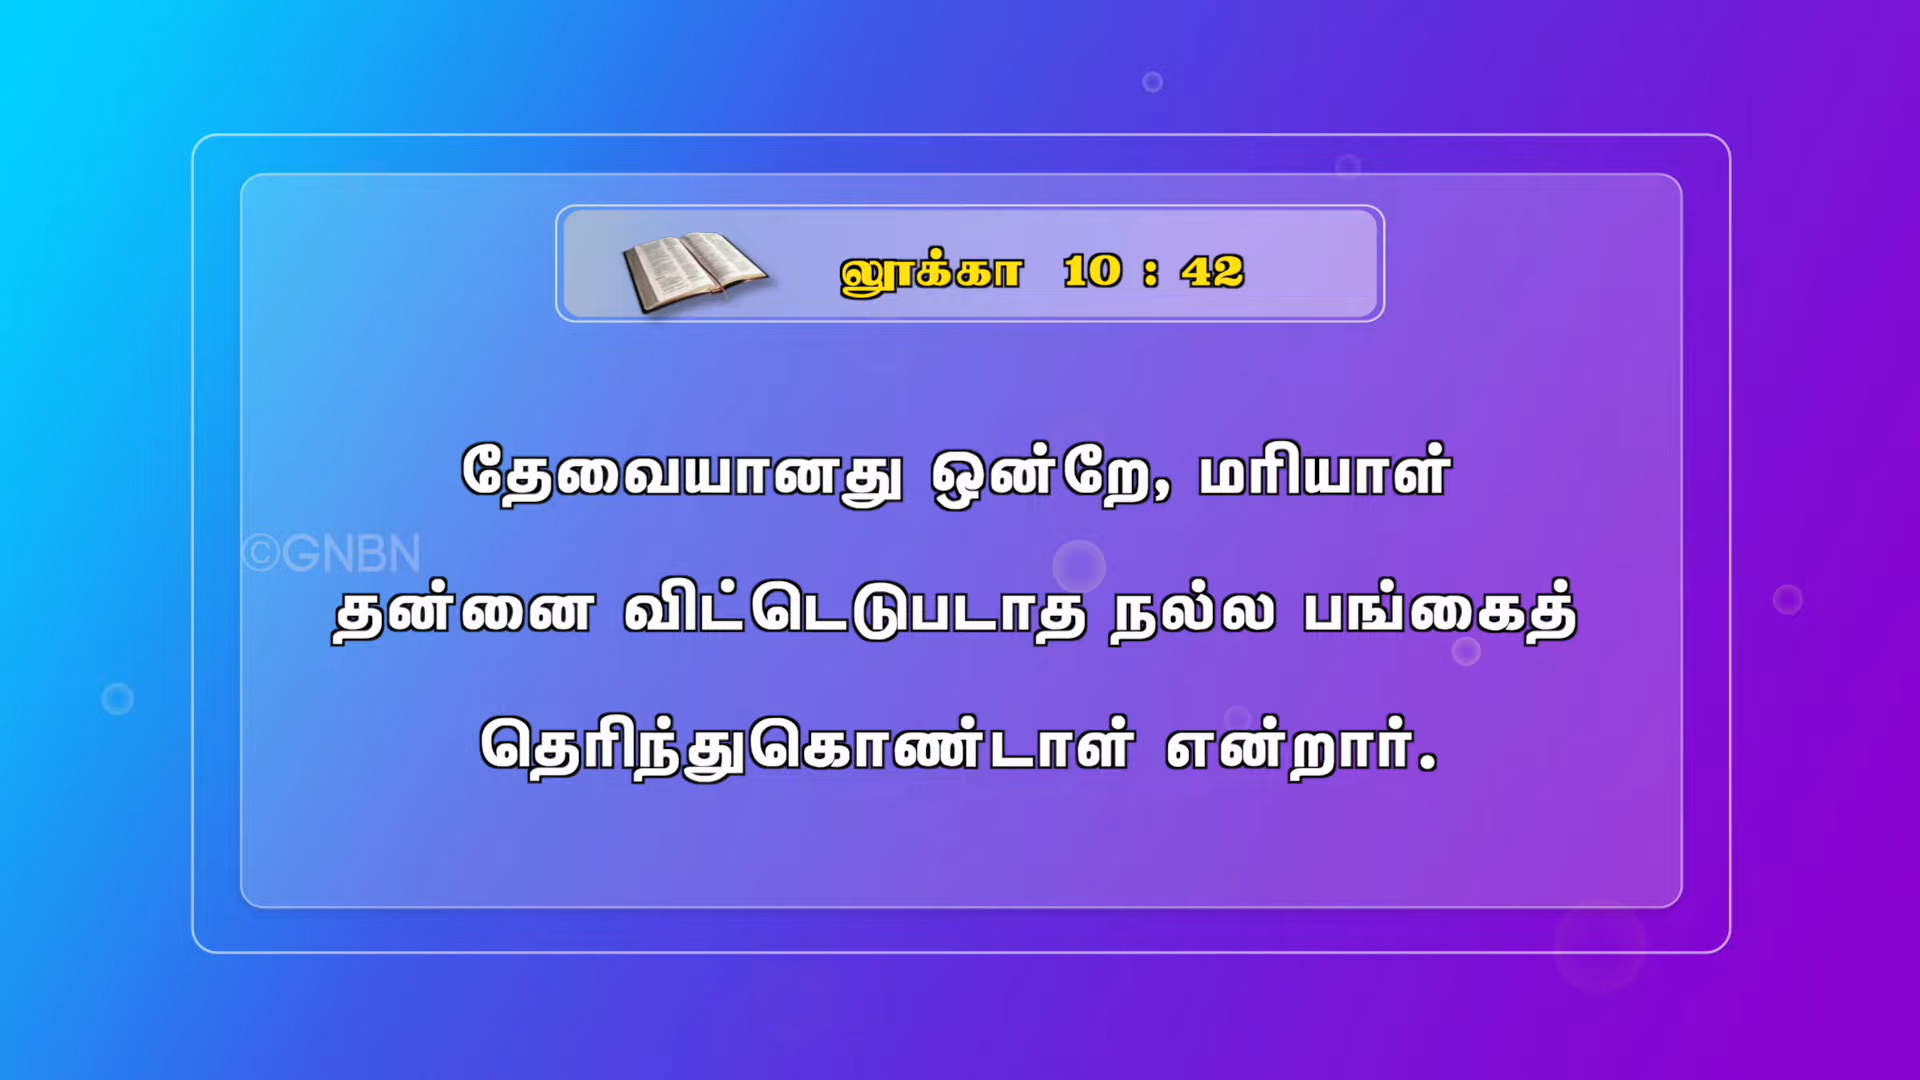 லூக்கா 10 : 42
தேவையானது ஒன்றே, மரியாள்
©GNBN
தன்னை விட்டெடுபடாத நல்ல பங்கைத்
தெரிந்துகொண்டாள் என்றார்.